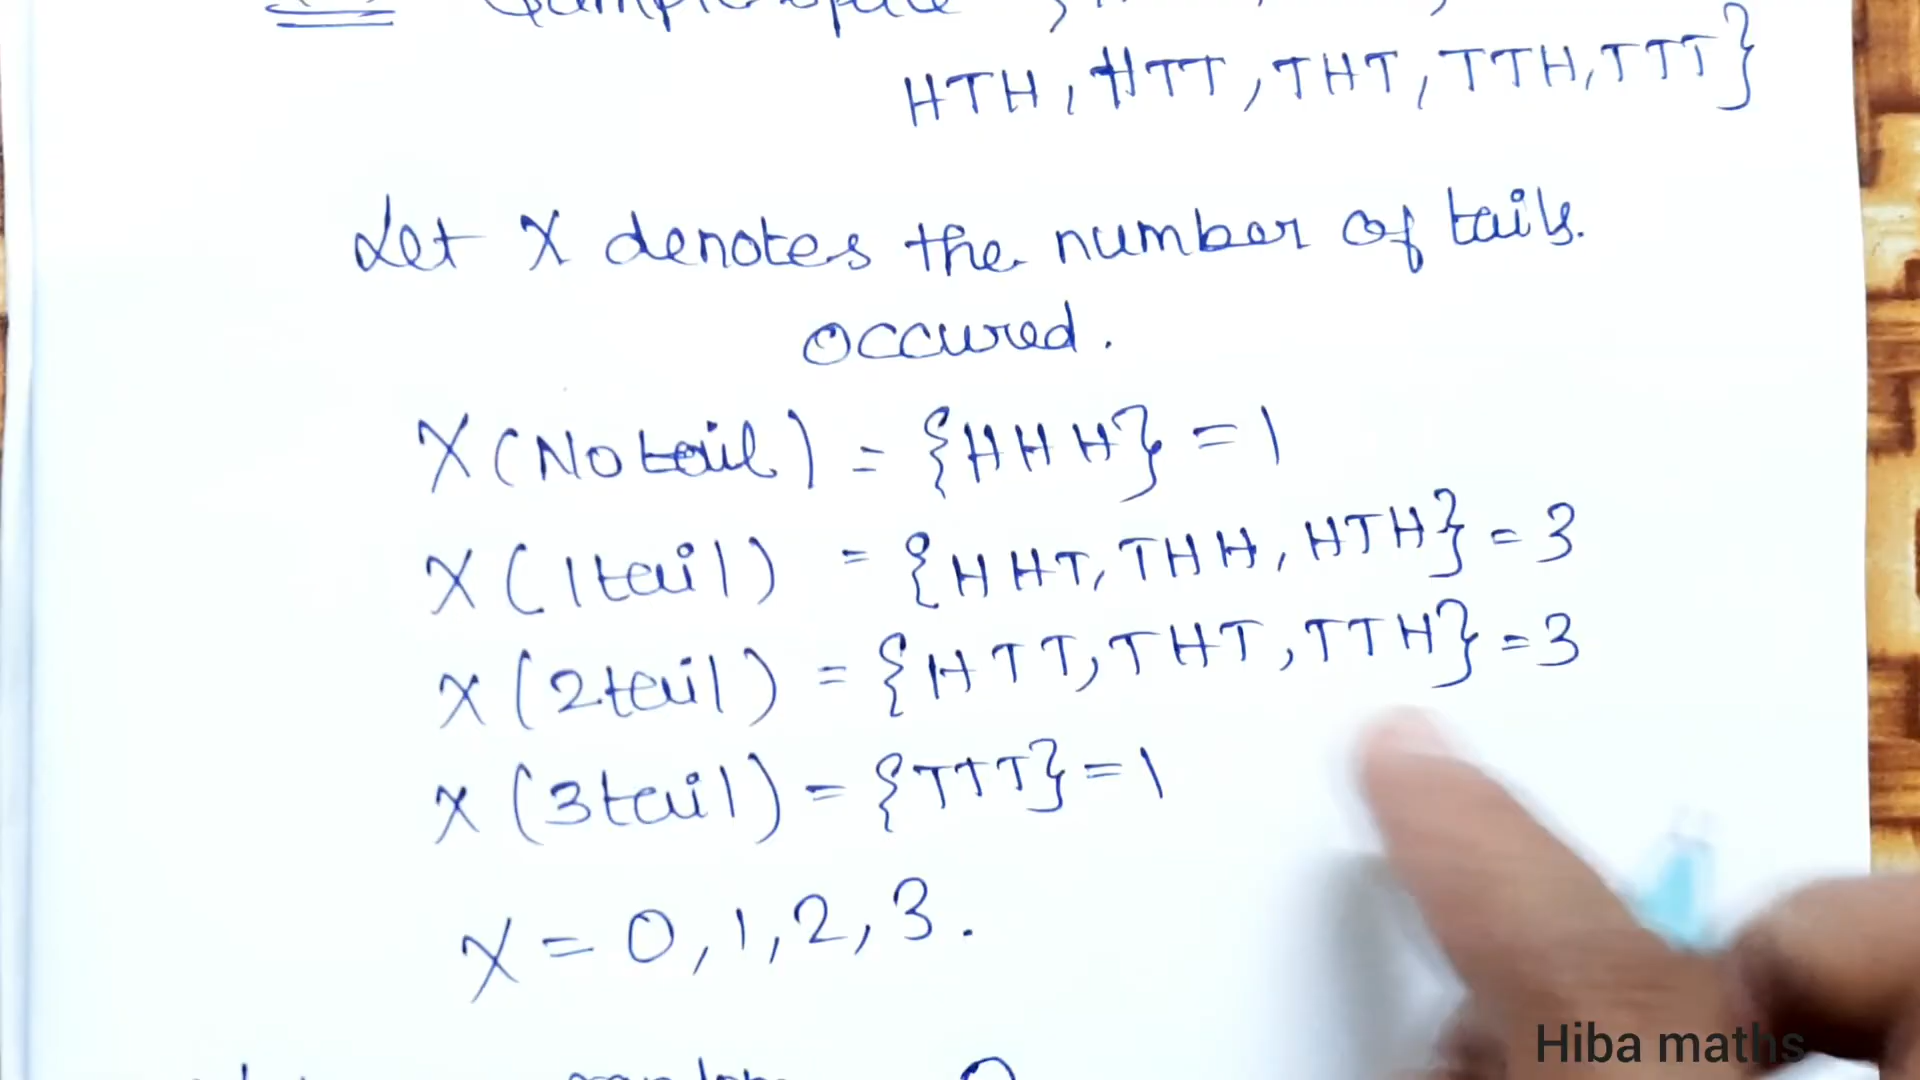 HTH, HTT, THT, TTH, TTT}
Let X denotes the number of tails.
occured.
X(No tail) = {HHH} = 1
X(1tail) = {HHT, THH, HTH} = 3
X(2tail) = {HTT, THT, TTH} = 3
X(3tail) = {TTT} = 1
X = 0, 1, 2, 3.
Hiba maths